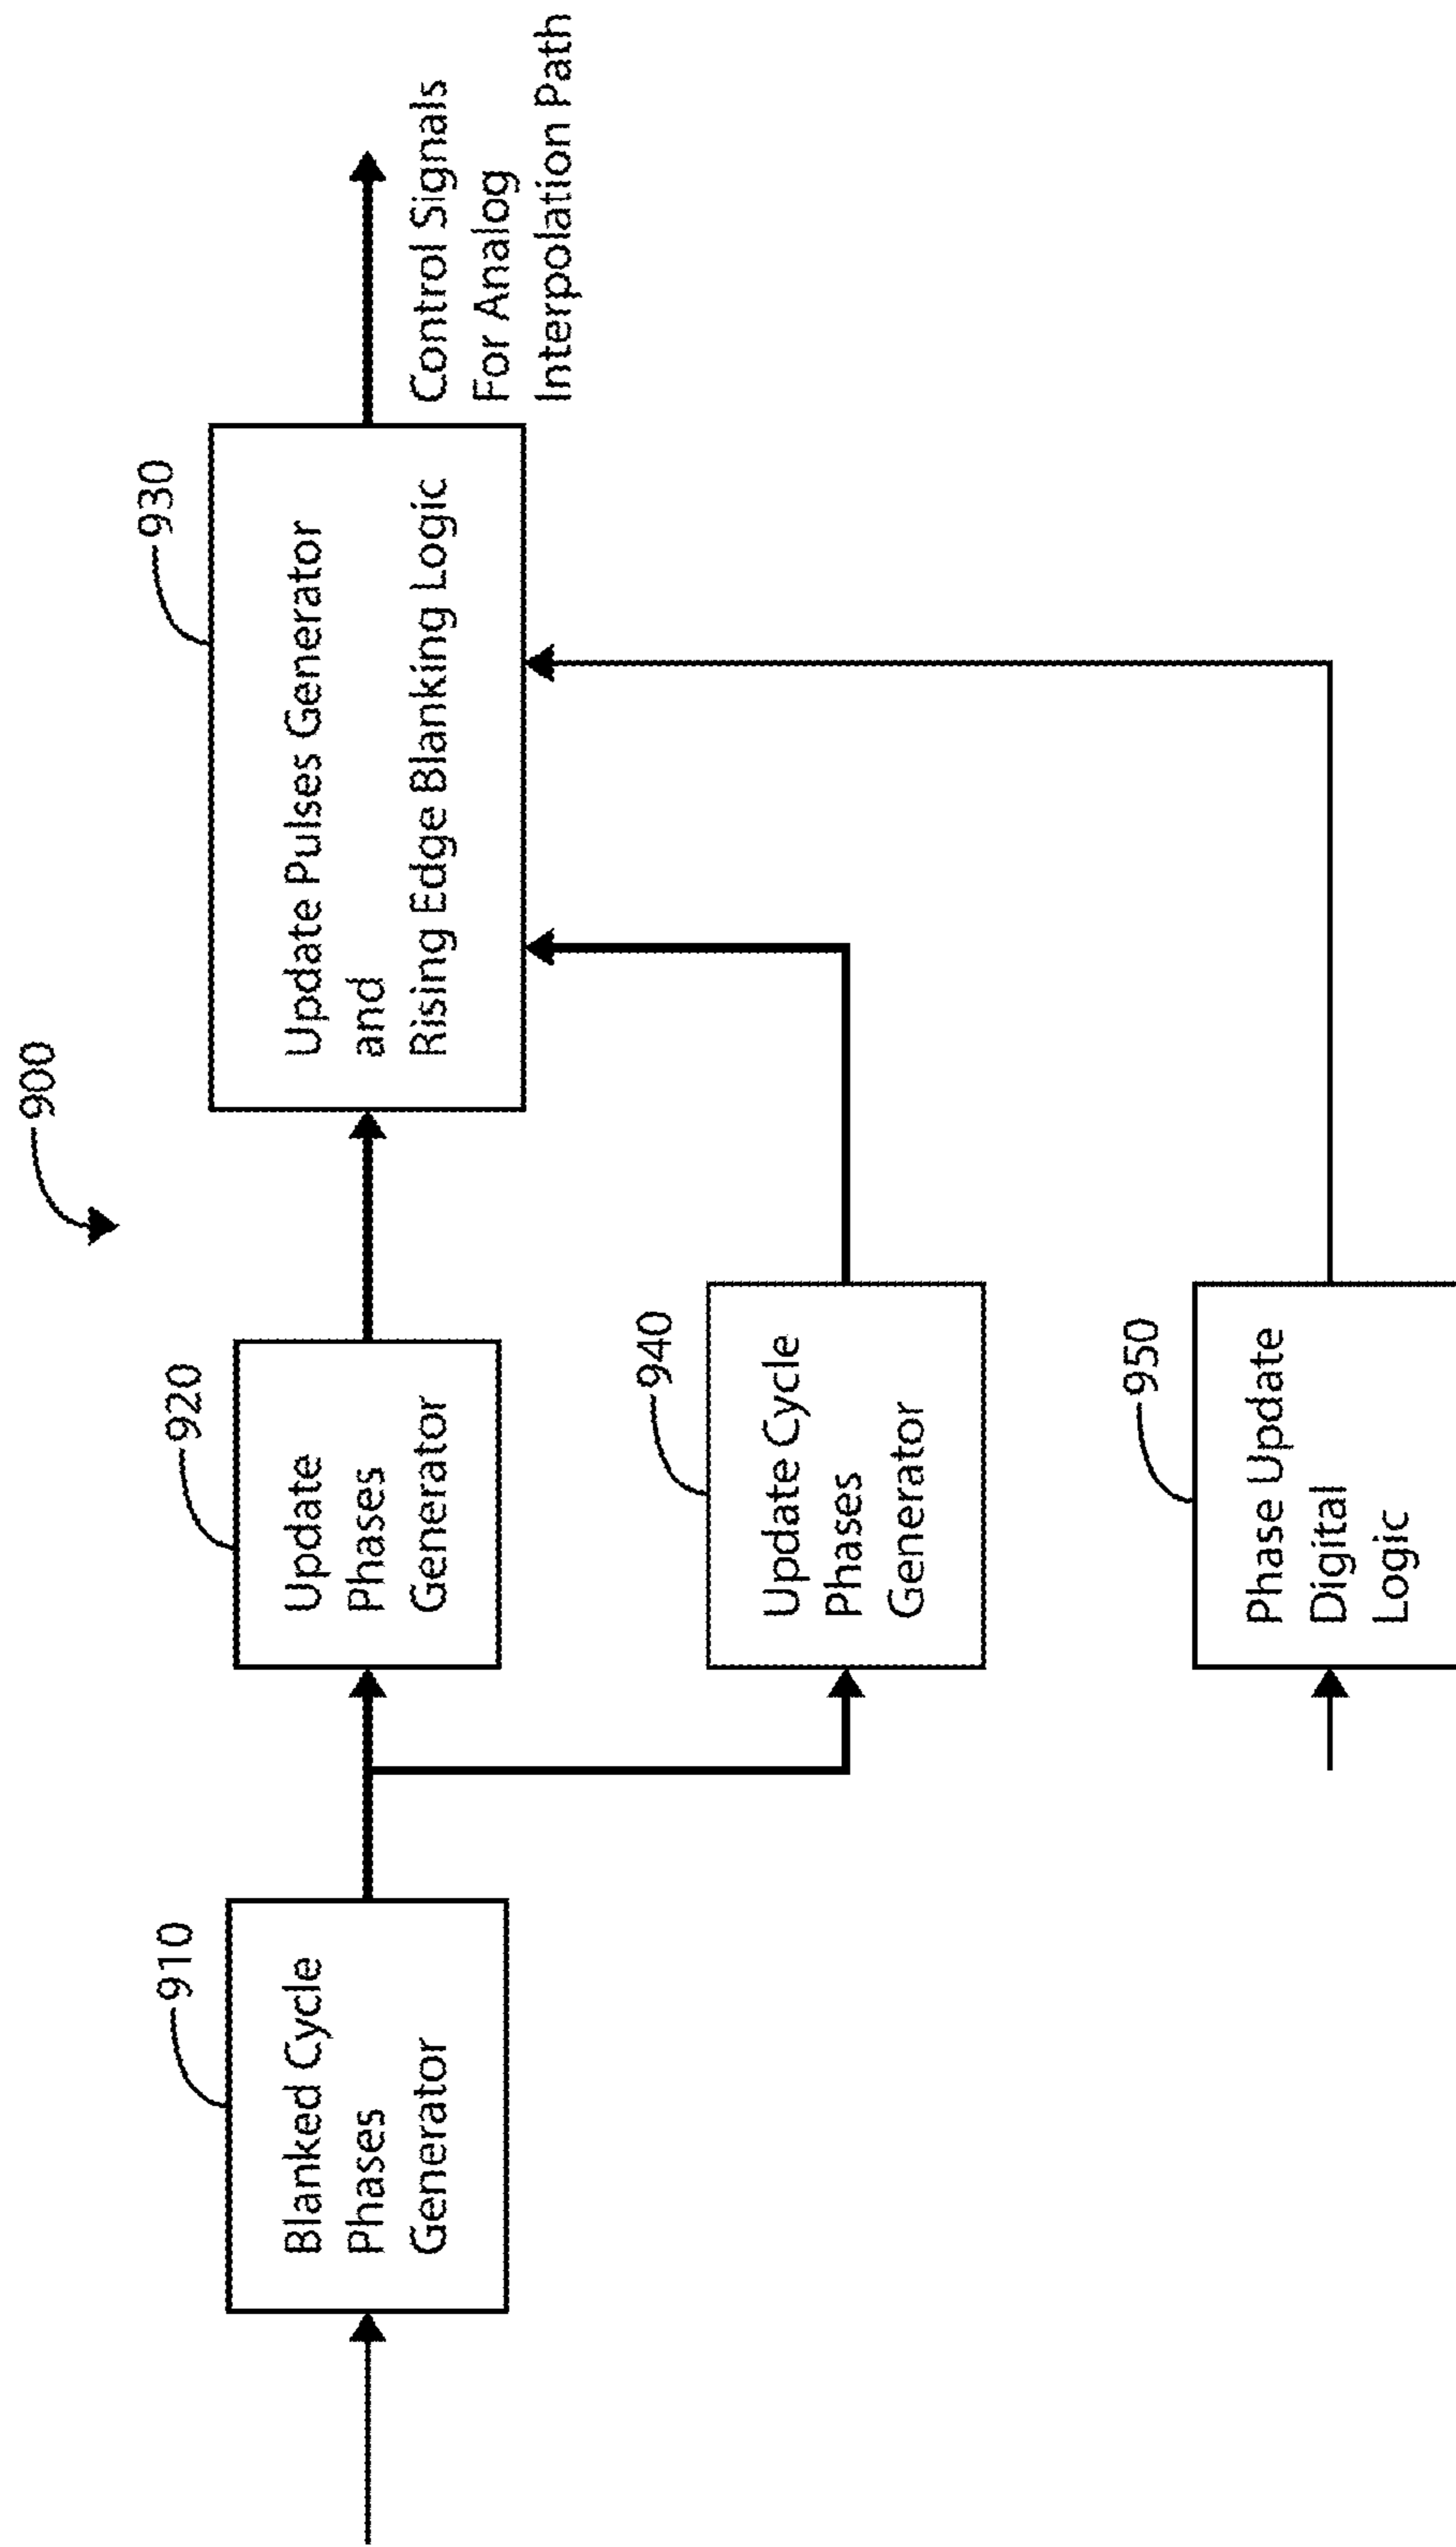 900
910
Blanked Cycle
Phases
Generator
920
Update
Phases
Generator
930
Update Pulses Generator
and
Rising Edge Blanking Logic
Control Signals
For Analog
Interpolation Path
940
Update Cycle
Phases
Generator
950
Phase Update
Digital
Logic